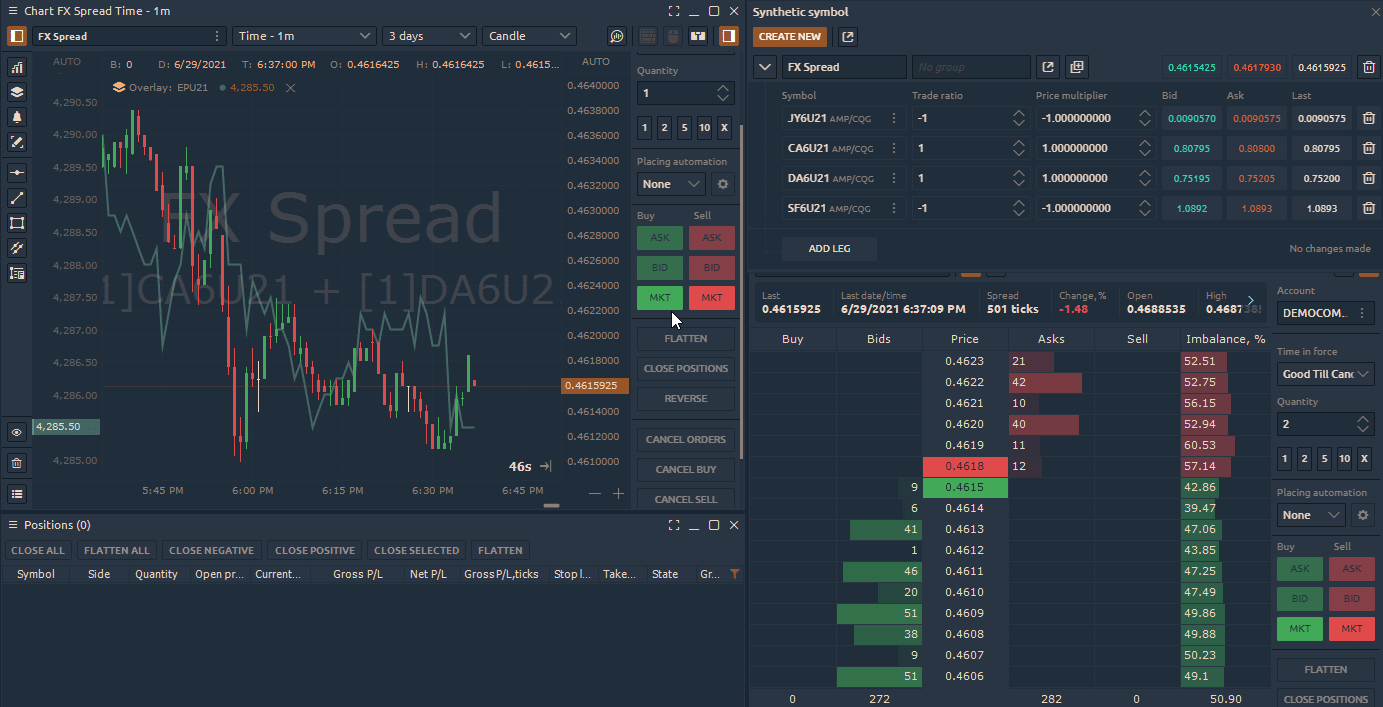 Chart FX Spread Time - 1m
FX Spread
Time - 1m
3 days
Candle
AUTO
B: 0 D: 6/29/2021 T: 6:37:00 PM O: 0.4616425 H: 0.4616425 L: 0.4615...
AUTO
Overlay: EPU21 4,285.50
4,290.50
4,290.00
4,289.50
4,289.00
4,288.50
4,288.00
4,287.50
4,287.00
4,286.50
4,286.00
4,285.50
4,285.00
FX Spread
1]CA6U21 + [1]DA6U2
0.4640000
0.4638000
0.4636000
0.4634000
0.4632000
0.4630000
0.4628000
0.4626000
0.4624000
0.4622000
0.4620000
0.4618000
0.4615925
0.4614000
0.4612000
0.4610000
46s
5:45 PM
6:00 PM
6:15 PM
6:30 PM
6:45 PM
Quantity
1
1 2 5 10 X
Placing automation
None
Buy Sell
ASK ASK
BID BID
MKT MKT
FLATTEN
CLOSE POSITIONS
REVERSE
CANCEL ORDERS
CANCEL BUY
CANCEL SELL
Positions (0)
CLOSE ALL FLATTEN ALL CLOSE NEGATIVE CLOSE POSITIVE CLOSE SELECTED FLATTEN
Symbol Side Quantity Open pr... Current... Gross P/L Net P/L Gross P/L,ticks Stop l... Take... State Gr...
Synthetic symbol
CREATE NEW
FX Spread No group 0.4615425 0.4617930 0.4615925
Symbol Trade ratio Price multiplier Bid Ask Last
JY6U21 AMP/CQG -1 -1.000000000 0.0090570 0.0090575 0.0090575
CA6U21 AMP/CQG 1 1.000000000 0.80795 0.80800 0.80795
DA6U21 AMP/CQG 1 1.000000000 0.75195 0.75205 0.75200
SF6U21 AMP/CQG -1 -1.000000000 1.0892 1.0893 1.0893
ADD LEG
No changes made
Last Last date/time Spread Change, % Open High
0.4615925 6/29/2021 6:37:09 PM 501 ticks -1.48 0.4688535
Buy Bids Price Asks Sell Imbalance, %
0.4623 21 52.51
0.4622 42 52.75
0.4621 10 56.15
0.4620 40 52.94
0.4619 11 60.53
0.4618 12 57.14
9 0.4615 42.86
6 0.4614 39.47
41 0.4613 47.06
1 0.4612 43.85
46 0.4611 47.25
20 0.4610 47.49
51 0.4609 49.86
38 0.4608 49.88
9 0.4607 50.23
51 0.4606 49.1
0 272 282 0 50.90
Account
DEMOCOM...
Time in force
Good Till Canc
Quantity
2
1 2 5 10 X
Placing automation
None
Buy Sell
ASK ASK
BID BID
MKT MKT
FLATTEN
CLOSE POSITIONS